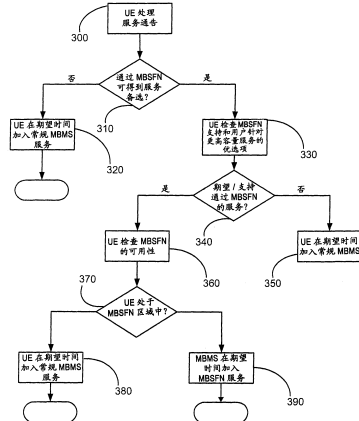 UE 处理
服务通告
300
通过 MBSFN
可得到服务
备选？
否
是
310
UE 在期望时间
加入常规 MBMS
服务
320
UE 检查 MBSFN
支持和用户针对
更高容量服务的
优选项
330
期望 / 支持
通过 MBSFN
的服务？
是
否
340
UE 检查 MBSFN
的可用性
360
UE 在期望时间
加入常规 MBMS
350
370
UE 处于
MBSFN
区域中？
UE 在期望时间
加入常规 MBMS
服务
380
MBMS 在期望
时间加入
MBSFN 服务
390